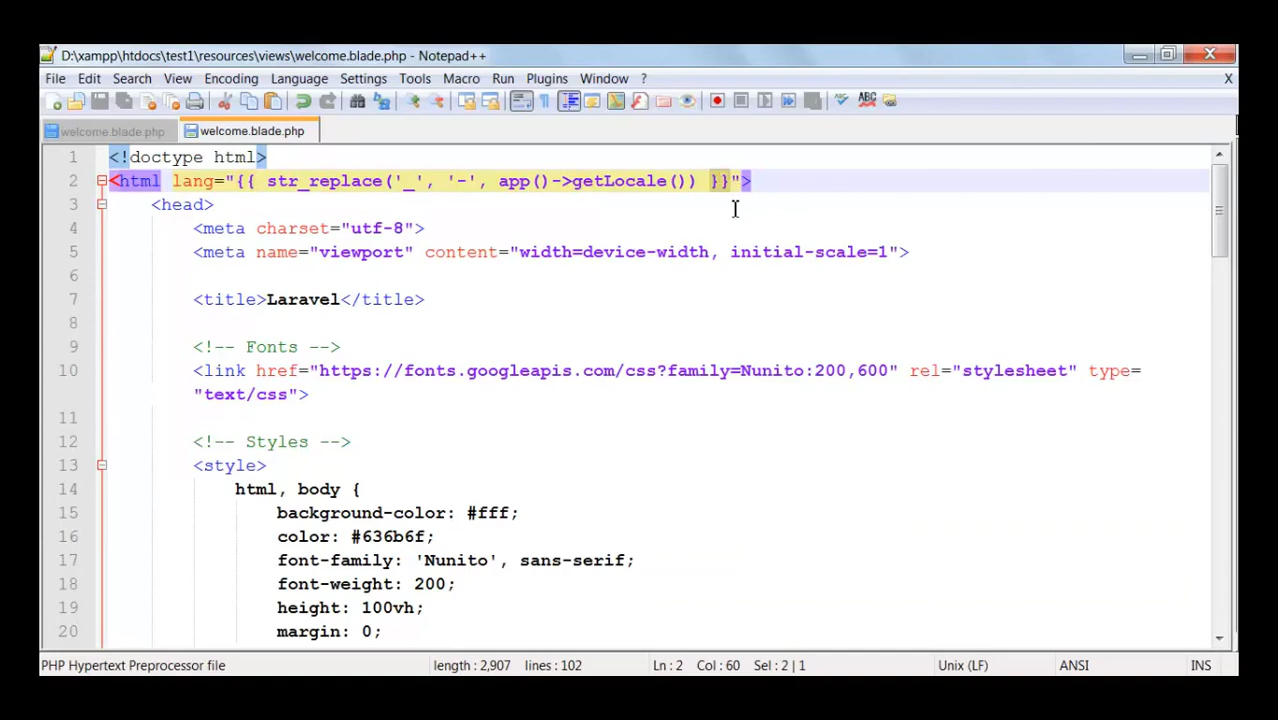 D:\xampp\htdocs\test1\resources\views\welcome.blade.php - Notepad++
File Edit Search View Encoding Language Settings Tools Macro Run Plugins Window ? X
welcome.blade.php welcome.blade.php
1 <!doctype html>
2 <html lang="{{ str_replace('_', '-', app()->getLocale()) }}">
3 <head>
4 <meta charset="utf-8">
5 <meta name="viewport" content="width=device-width, initial-scale=1">
6
7 <title>Laravel</title>
8
9 <!-- Fonts -->
10 <link href="https://fonts.googleapis.com/css?family=Nunito:200,600" rel="stylesheet" type=
"text/css">
11
12 <!-- Styles -->
13 <style>
14 html, body {
15 background-color: #fff;
16 color: #636b6f;
17 font-family: 'Nunito', sans-serif;
18 font-weight: 200;
19 height: 100vh;
20 margin: 0;
PHP Hypertext Preprocessor file length : 2,907 lines : 102 Ln : 2 Col : 60 Sel : 2 | 1 Unix (LF) ANSI INS